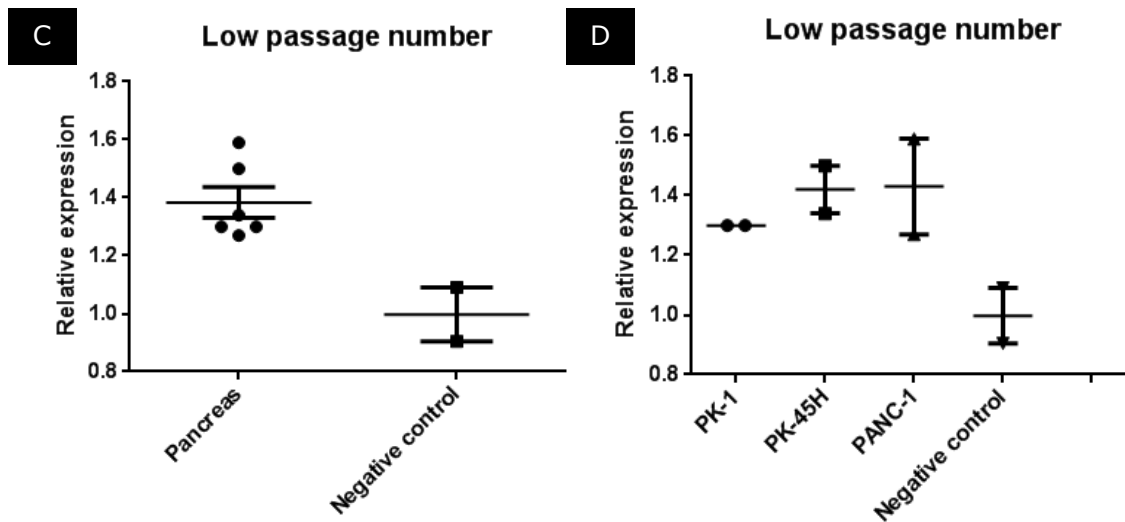 C
Low passage number
Relative expression
1.8
1.6
1.4
1.2
1.0
0.8
Pancreas
Negative control
D
Low passage number
Relative expression
1.8
1.6
1.4
1.2
1.0
0.8
PK-1
PK-45H
PANC-1
Negative control